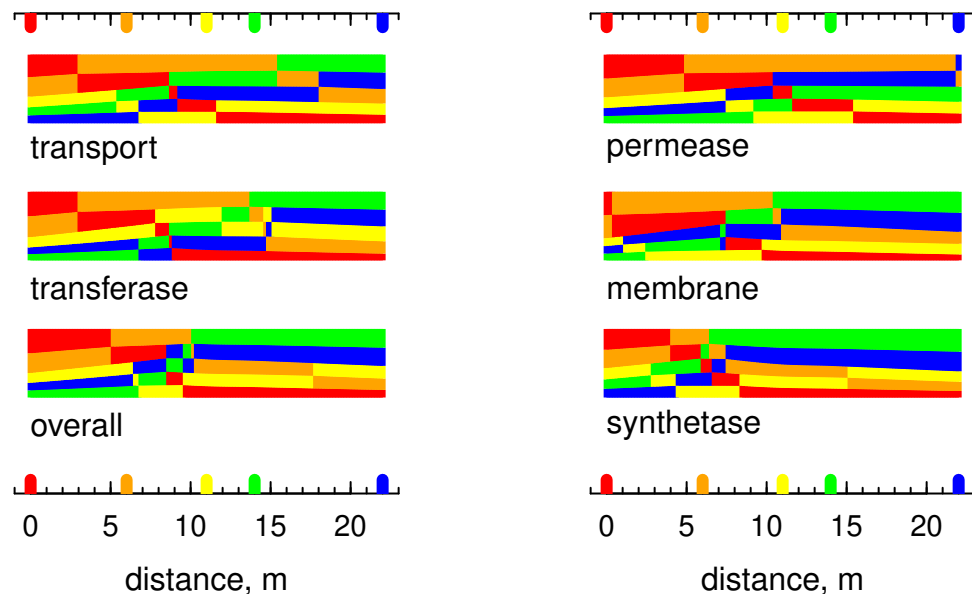 transport
permease
transferase
membrane
overall
synthetase
0 5 10 15 20
0 5 10 15 20
distance, m
distance, m